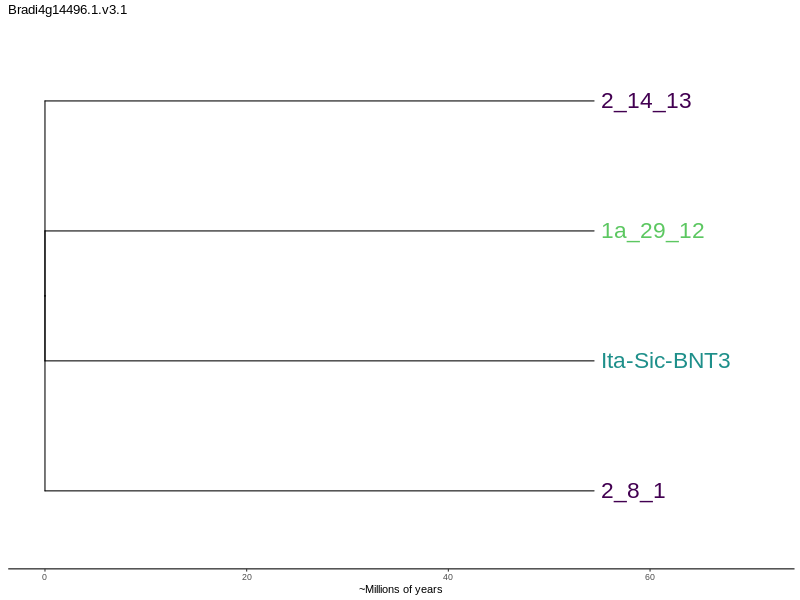 Bradi4g14496.1.v3.1
2_14_13
1a_29_12
Ita-Sic-BNT3
2_8_1
0 20 40 60
~Millions of years